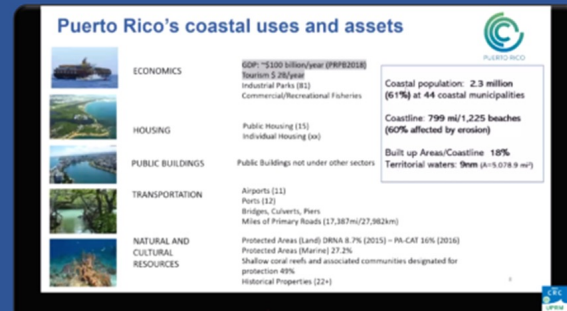 Puerto Rico's coastal uses and assets
PUERTO RICO
ECONOMICS
GDP: ~$100 billion/year (PRPB2018)
Tourism $ 2B/year
Industrial Parks (81)
Commercial/Recreational Fisheries
HOUSING
Public Housing (15)
Individual Housing (xx)
PUBLIC BUILDINGS
Public Buildings not under other sectors
TRANSPORTATION
Airports (11)
Ports (12)
Bridges, Culverts, Piers
Miles of Primary Roads (17,387mi/27,982km)
NATURAL AND
CULTURAL
RESOURCES
Protected Areas (Land) DRNA 8.7% (2015) – PA-CAT 16% (2016)
Protected Areas (Marine) 27.2%
Shallow coral reefs and associated communities designated for
protection 49%
Historical Properties (22+)
Coastal population: 2.3 million
(61%) at 44 coastal municipalities
Coastline: 799 mi/1,225 beaches
(60% affected by erosion)
Built up Areas/Coastline 18%
Territorial waters: 9nm (A=5,078.9 mi²)
CRC
UPRM